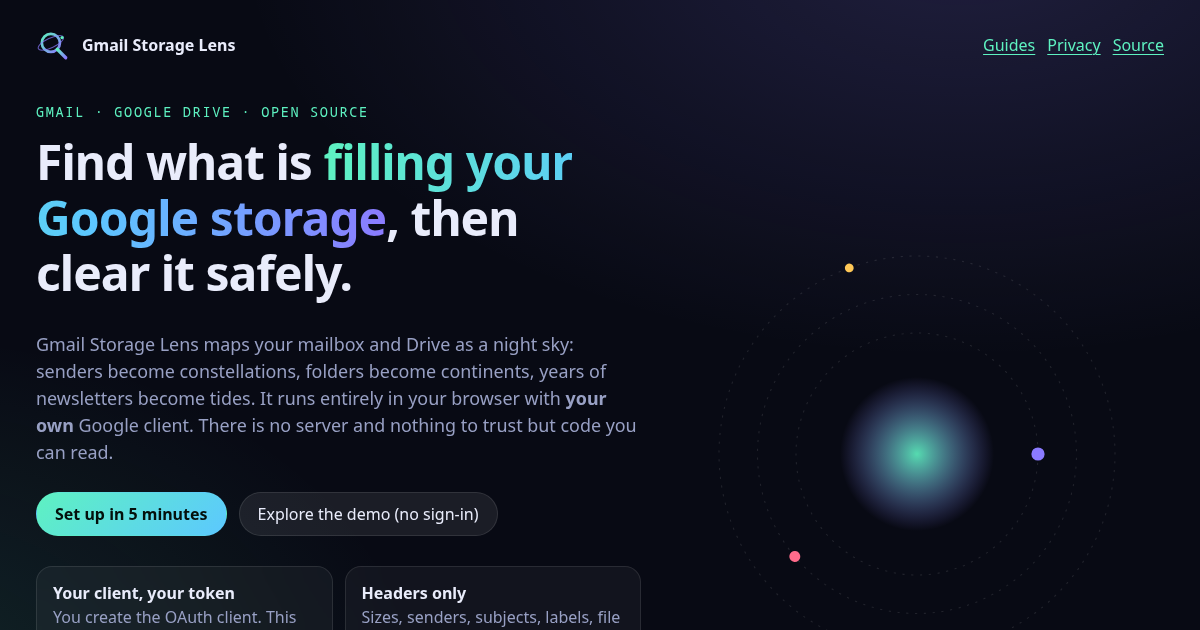 Gmail Storage Lens
Guides Privacy Source
GMAIL · GOOGLE DRIVE · OPEN SOURCE
Find what is filling your
Google storage, then
clear it safely.
Gmail Storage Lens maps your mailbox and Drive as a night sky:
senders become constellations, folders become continents, years of
newsletters become tides. It runs entirely in your browser with your
own Google client. There is no server and nothing to trust but code you
can read.
Set up in 5 minutes
Explore the demo (no sign-in)
Your client, your token
You create the OAuth client. This
Headers only
Sizes, senders, subjects, labels, file